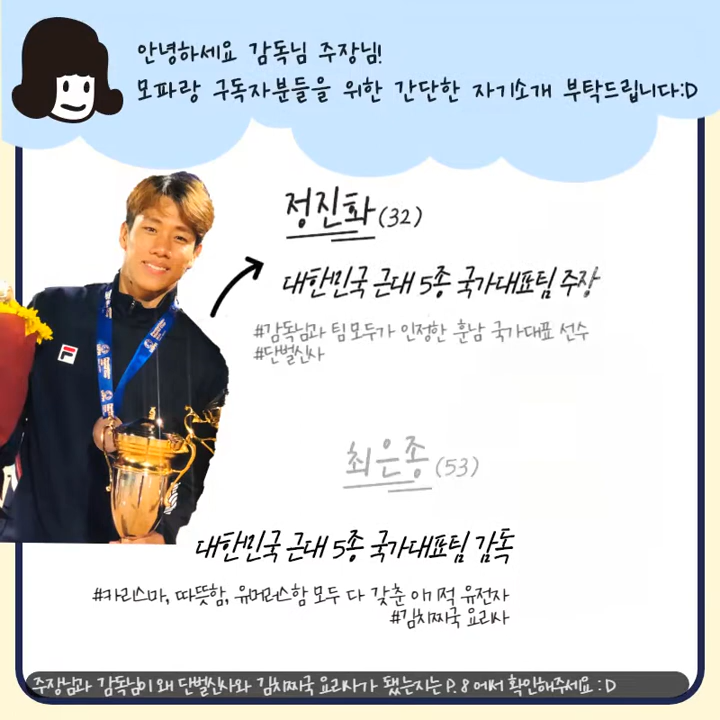 안녕하세요 감독님 주장님!
모파랑 구독자분들을 위한 간단한 자기소개 부탁드립니다:D
정진화(32)
대한민국 근대 5종 국가대표팀 주장
#감독님과 팀 모두가 인정한 훈남 국가대표 선수
#단벌신사
최은종(53)
대한민국 근대 5종 국가대표팀 감독
#카리스마, 따뜻함, 유머러스함 모두 다 갖춘 이기적 유전자
#김치찌국 요리사
주장님과 감독님이 왜 단벌신사와 김치찌국 요리사가 됐는지는 P.8에서 확인해주세요 :D